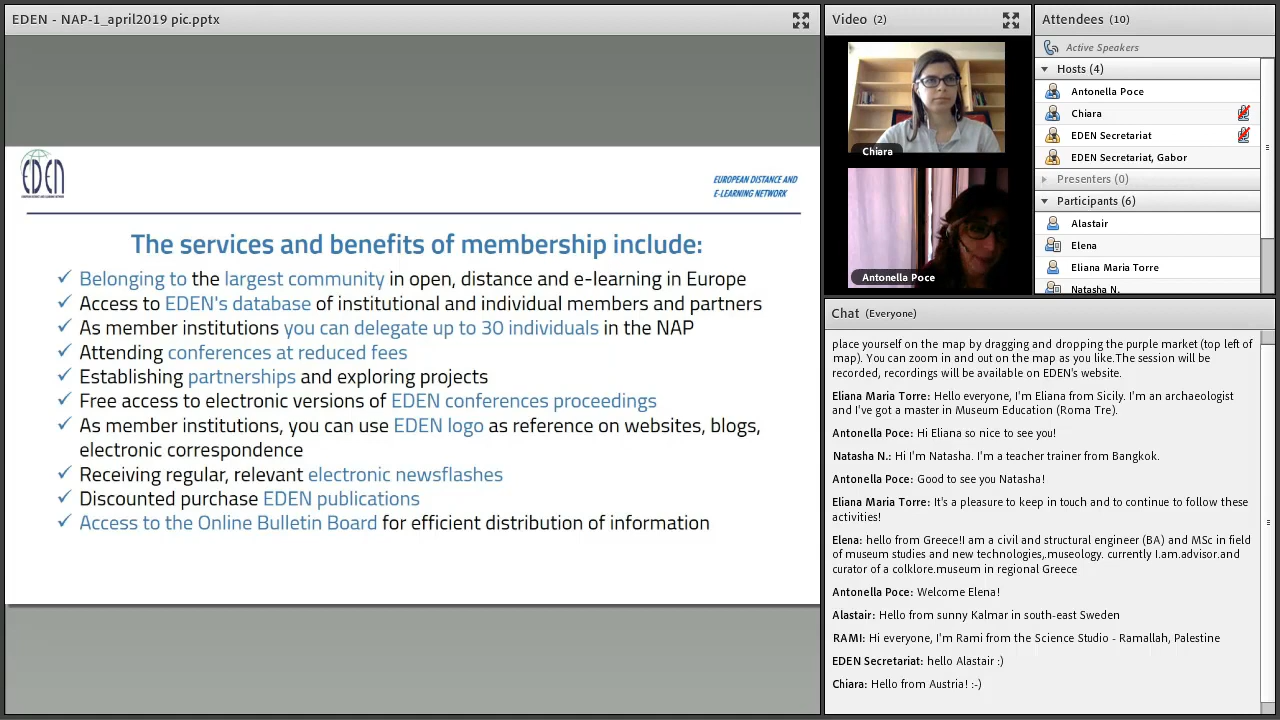 EDEN - NAP-1_april2019 pic.pptx
EDEN
EUROPEAN DISTANCE AND
E-LEARNING NETWORK
The services and benefits of membership include:
✓ Belonging to the largest community in open, distance and e-learning in Europe
✓ Access to EDEN's database of institutional and individual members and partners
✓ As member institutions you can delegate up to 30 individuals in the NAP
✓ Attending conferences at reduced fees
✓ Establishing partnerships and exploring projects
✓ Free access to electronic versions of EDEN conferences proceedings
✓ As member institutions, you can use EDEN logo as reference on websites, blogs,
electronic correspondence
✓ Receiving regular, relevant electronic newsflashes
✓ Discounted purchase EDEN publications
✓ Access to the Online Bulletin Board for efficient distribution of information
Video (2)
Chiara
Antonella Poce
Attendees (10)
Active Speakers
Hosts (4)
Antonella Poce
Chiara
EDEN Secretariat
EDEN Secretariat, Gabor
Presenters (0)
Participants (6)
Alastair
Elena
Eliana Maria Torre
Natasha N.
Chat (Everyone)
place yourself on the map by dragging and dropping the purple market (top left of
map). You can zoom in and out on the map as you like.The session will be
recorded, recordings will be available on EDEN's website.
Eliana Maria Torre: Hello everyone, I'm Eliana from Sicily. I'm an archaeologist
and I've got a master in Museum Education (Roma Tre).
Antonella Poce: Hi Eliana so nice to see you!
Natasha N.: Hi I'm Natasha. I'm a teacher trainer from Bangkok.
Antonella Poce: Good to see you Natasha!
Eliana Maria Torre: It's a pleasure to keep in touch and to continue to follow these
activities!
Elena: hello from Greece!I am a civil and structural engineer (BA) and MSc in field
of museum studies and new technologies,.museology. currently I.am.advisor.and
curator of a colklore.museum in regional Greece
Antonella Poce: Welcome Elena!
Alastair: Hello from sunny Kalmar in south-east Sweden
RAMI: Hi everyone, I'm Rami from the Science Studio - Ramallah, Palestine
EDEN Secretariat: hello Alastair :)
Chiara: Hello from Austria! :-)